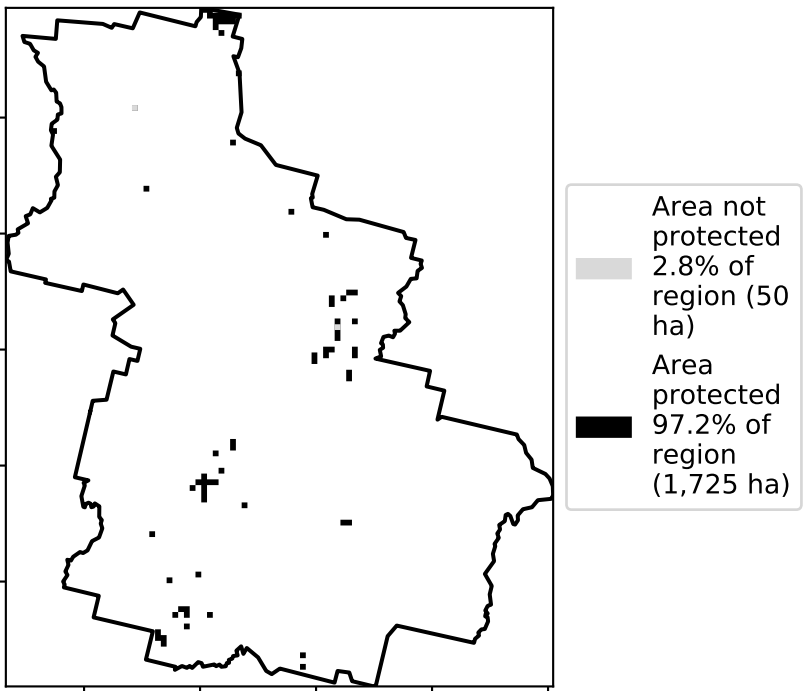 Area not
protected
2.8% of
region (50
ha)
Area
protected
97.2% of
region
(1,725 ha)